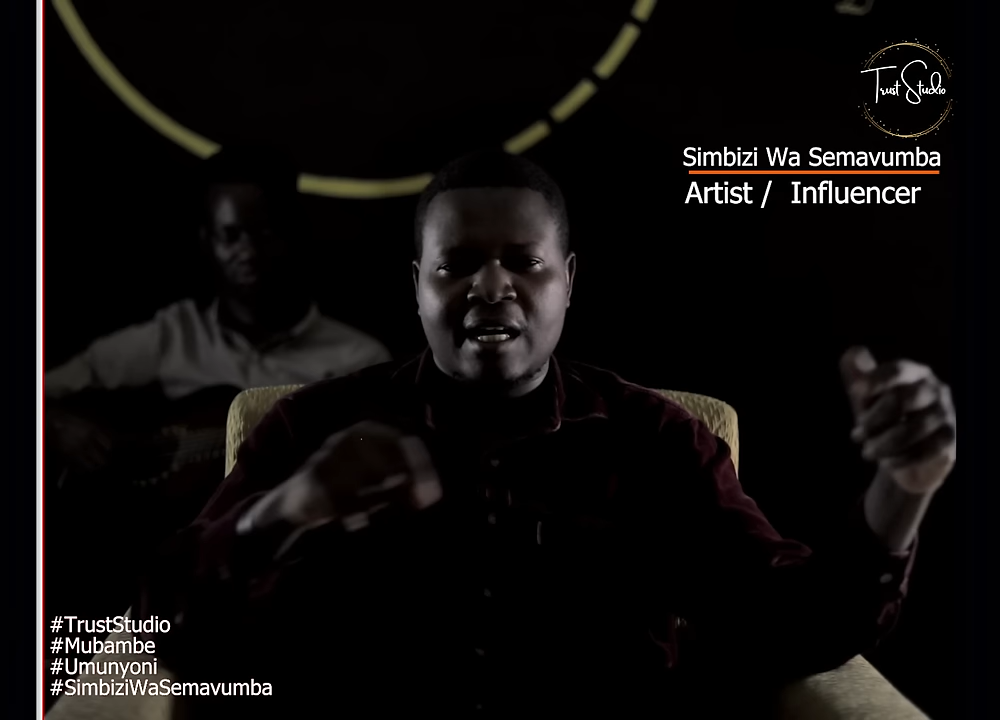 Trust Studio
Simbizi Wa Semavumba
Artist / Influencer
#TrustStudio
#Mubambe
#Umunyoni
#SimbiziWaSemavumba